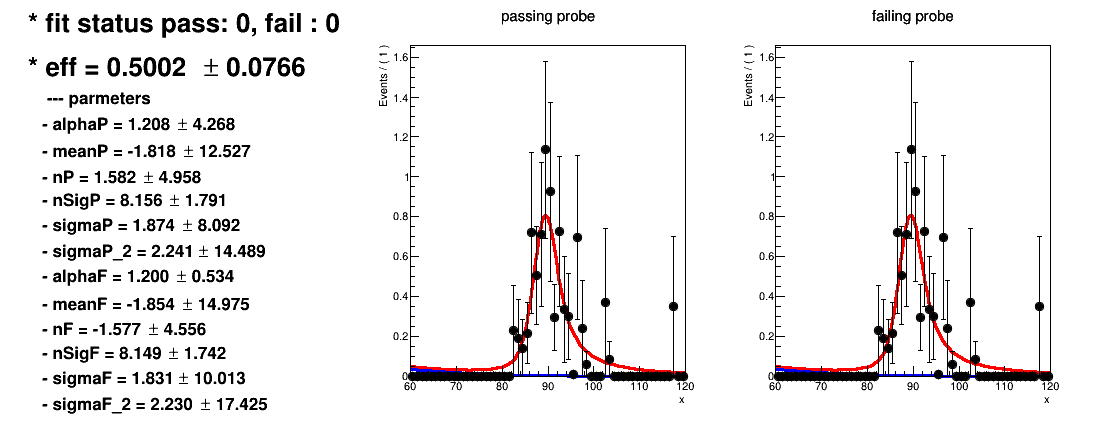 * fit status pass: 0, fail : 0
* eff = 0.5002 ± 0.0766
--- parmeters
- alphaP = 1.208 ± 4.268
- meanP = -1.818 ± 12.527
- nP = 1.582 ± 4.958
- nSigP = 8.156 ± 1.791
- sigmaP = 1.874 ± 8.092
- sigmaP_2 = 2.241 ± 14.489
- alphaF = 1.200 ± 0.534
- meanF = -1.854 ± 14.975
- nF = -1.577 ± 4.556
- nSigF = 8.149 ± 1.742
- sigmaF = 1.831 ± 10.013
- sigmaF_2 = 2.230 ± 17.425
passing probe
Events / ( 1 )
1.6
1.4
1.2
1
0.8
0.6
0.4
0.2
0
60 70 80 90 100 110 120
x
failing probe
Events / ( 1 )
1.6
1.4
1.2
1
0.8
0.6
0.4
0.2
0
60 70 80 90 100 110 120
x